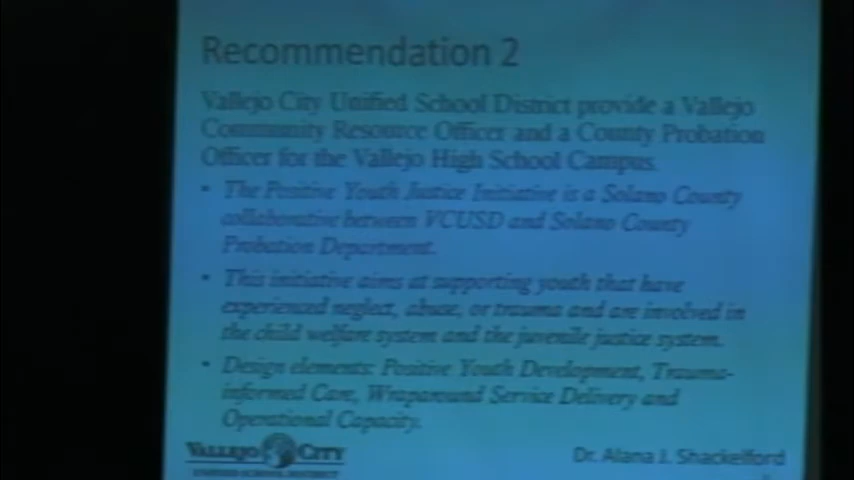 Recommendation 2
Vallejo City Unified School District provide a Vallejo
Community Resource Officer and a County Probation
Officer for the Vallejo High School Campus.
• The Positive Youth Justice Initiative is a Solano County
collaborative between VCUSD and Solano County
Probation Department.
• This initiative aims at supporting youth that have
experienced neglect, abuse, or trauma and are involved in
the child welfare system and the juvenile justice system.
• Design elements: Positive Youth Development, Trauma-
informed Care, Wraparound Service Delivery and
Operational Capacity.
VALLEJO CITY
UNIFIED SCHOOL DISTRICT
Dr. Alana J. Shackelford